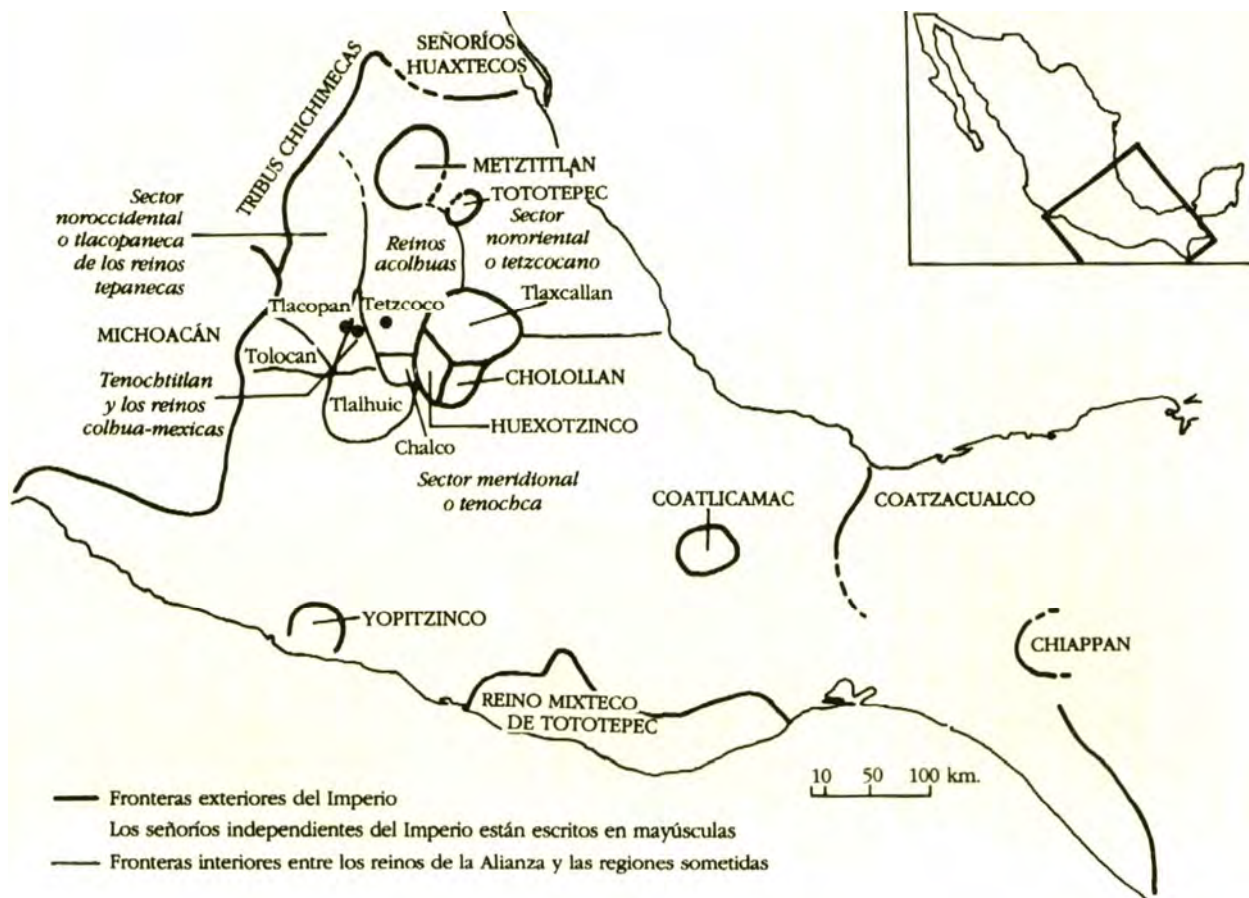 SEÑORÍOS
HUAXTECOS
TRIBUS CHICHIMECAS
METZTITLAN
TOTOTEPEC
Sector
noroccidental
o tlacopaneca
de los reinos
tepanecas
Sector
nororiental
o tetzcocano
Reinos
acolhuas
Tlaxcallan
Tlacopan
Tetzcoco
MICHOACÁN
Tolocan
CHOLOLLAN
Tenochtitlan
y los reinos
colhua-mexicas
Tlalhuic
HUEXOTZINCO
Chalco
Sector meridional
o tenochca
COATLICAMAC
COATZACUALCO
YOPITZINCO
CHIAPPAN
REINO MIXTECO
DE TOTOTEPEC
10 50 100 km.
Fronteras exteriores del Imperio
Los señoríos independientes del Imperio están escritos en mayúsculas
Fronteras interiores entre los reinos de la Alianza y las regiones sometidas